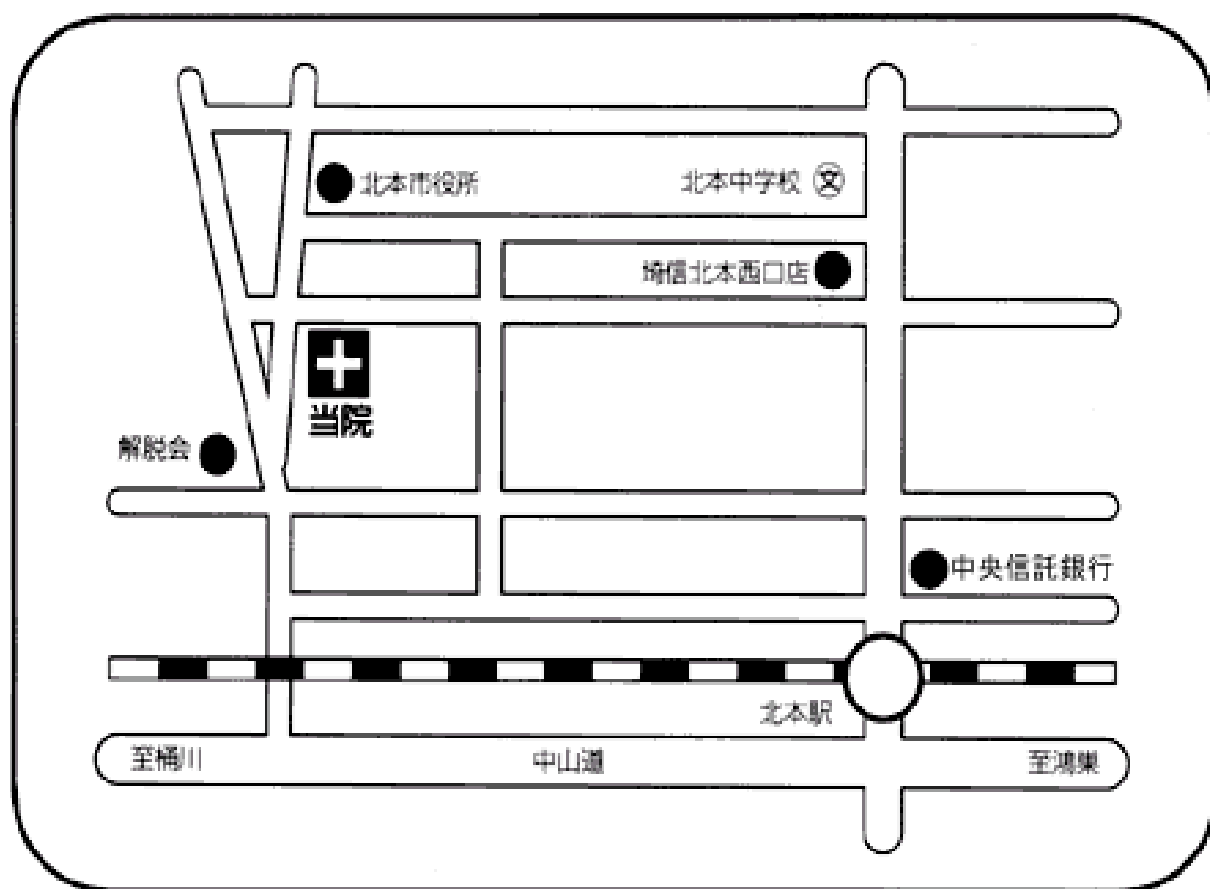 北本市役所
北本中学校 文
埼信北本西口店
当院
解脱会
中央信託銀行
北本駅
至桶川
中山道
至鴻巣